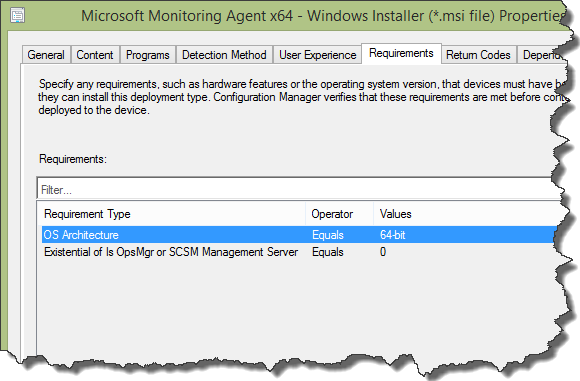 Microsoft Monitoring Agent x64 - Windows Installer (*.msi file) Properties
General Content Programs Detection Method User Experience Requirements Return Codes Depend
Specify any requirements, such as hardware features or the operating system version, that devices must have b
they can install this deployment type. Configuration Manager verifies that these requirements are met before cont
deployed to the device.
Requirements:
Filter...
Requirement Type Operator Values
OS Architecture Equals 64-bit
Existential of Is OpsMgr or SCSM Management Server Equals 0